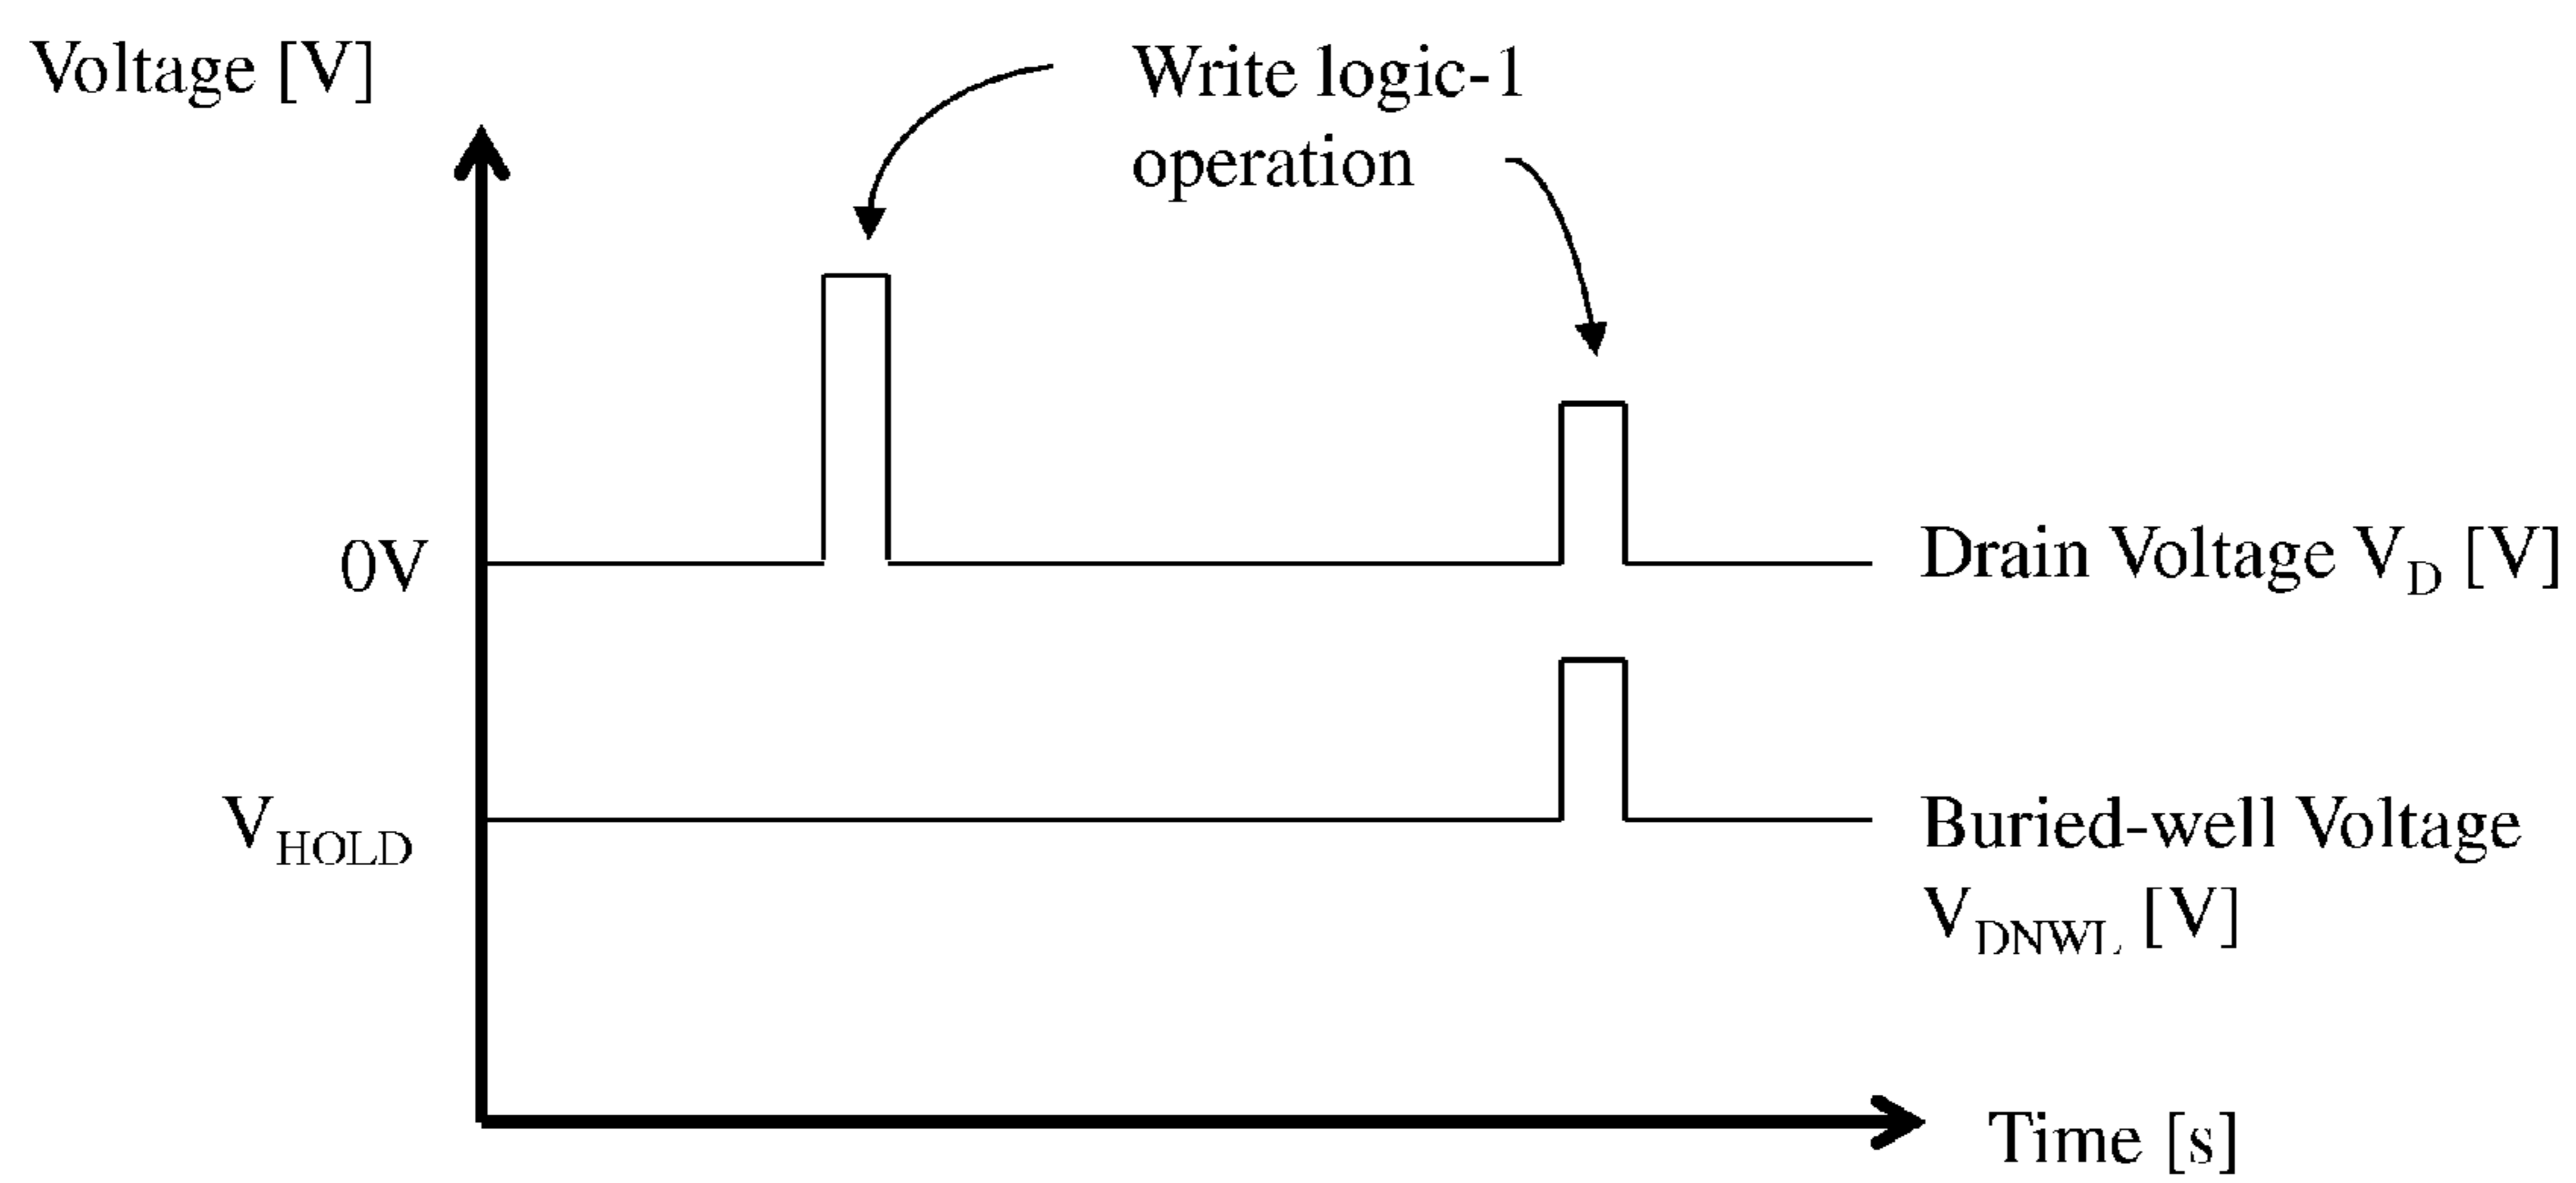 Voltage [V]
Write logic-1
operation
0V
Drain Voltage V_D [V]
V_HOLD
Buried-well Voltage
V_DNWL [V]
Time [s]